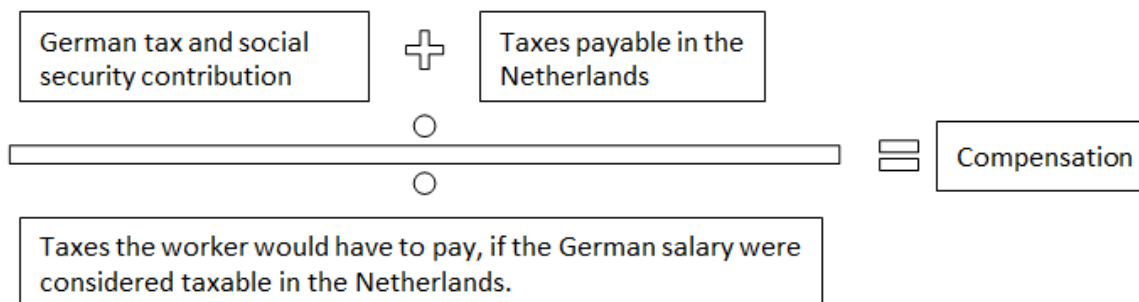 German tax and social
security contribution
Taxes payable in the
Netherlands
Compensation
Taxes the worker would have to pay, if the German salary were
considered taxable in the Netherlands.